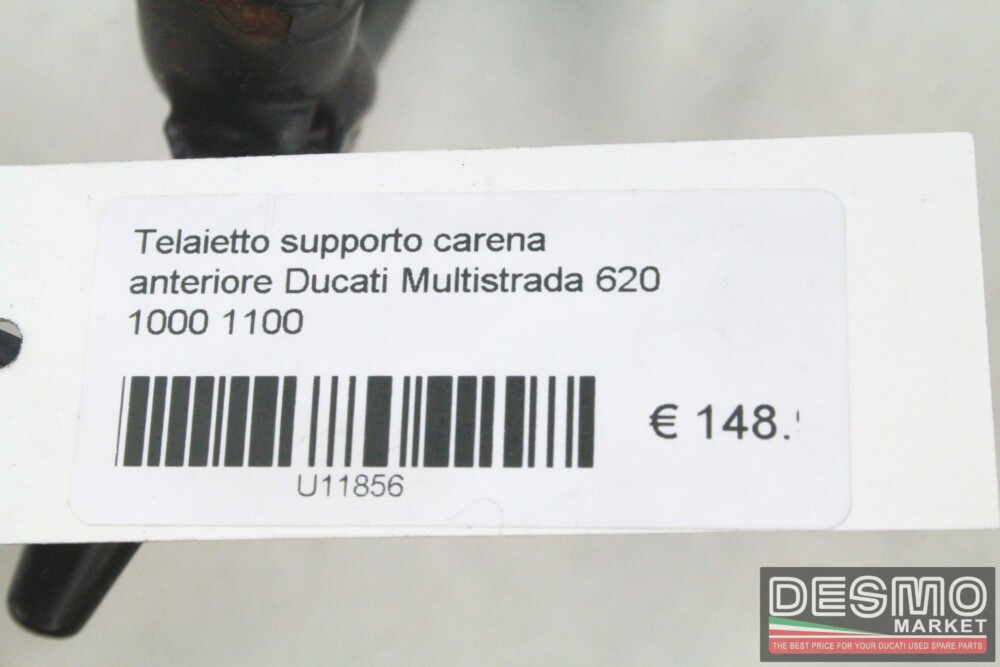 Telaietto supporto carena
anteriore Ducati Multistrada 620
1000 1100
€ 148.
U11856
DESMO
MARKET
THE BEST PRICE FOR YOUR DUCATI USED SPARE PARTS